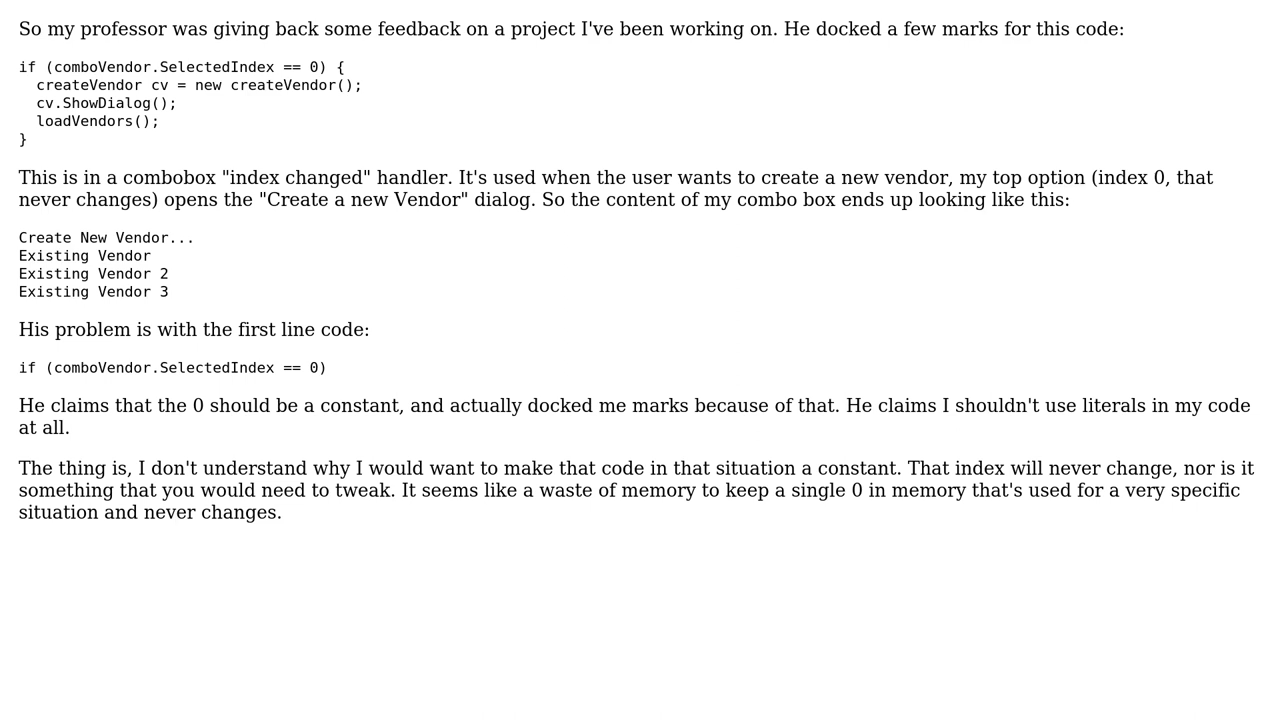 So my professor was giving back some feedback on a project I've been working on. He docked a few marks for this code:
if (comboVendor.SelectedIndex == 0) {
  createVendor cv = new createVendor();
  cv.ShowDialog();
  loadVendors();
}
This is in a combobox "index changed" handler. It's used when the user wants to create a new vendor, my top option (index 0, that
never changes) opens the "Create a new Vendor" dialog. So the content of my combo box ends up looking like this:
Create New Vendor...
Existing Vendor
Existing Vendor 2
Existing Vendor 3
His problem is with the first line code:
if (comboVendor.SelectedIndex == 0)
He claims that the 0 should be a constant, and actually docked me marks because of that. He claims I shouldn't use literals in my code
at all.
The thing is, I don't understand why I would want to make that code in that situation a constant. That index will never change, nor is it
something that you would need to tweak. It seems like a waste of memory to keep a single 0 in memory that's used for a very specific
situation and never changes.